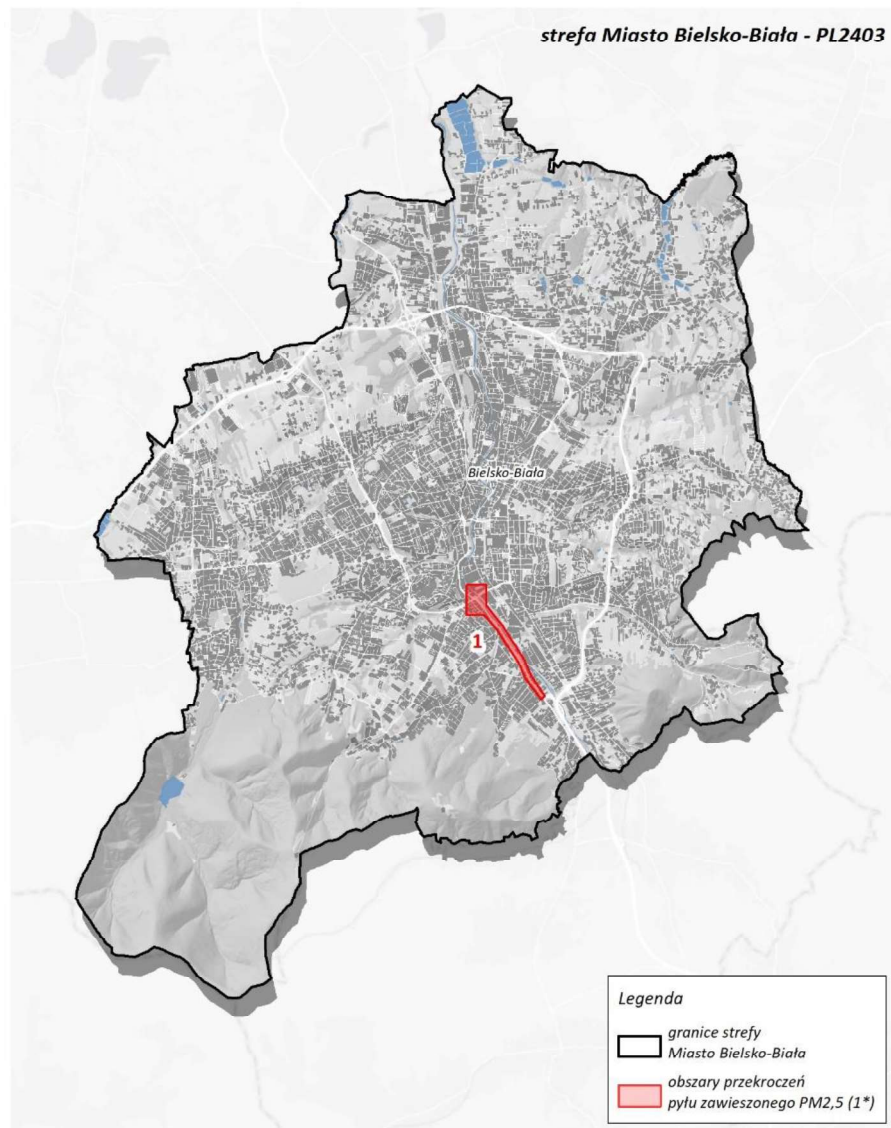 strefa Miasto Bielsko-Biała - PL2403
Bielsko-Biała
1
Legenda
granice strefy
Miasto Bielsko-Biała
obszary przekroczeń
pyłu zawieszonego PM2,5 (1*)